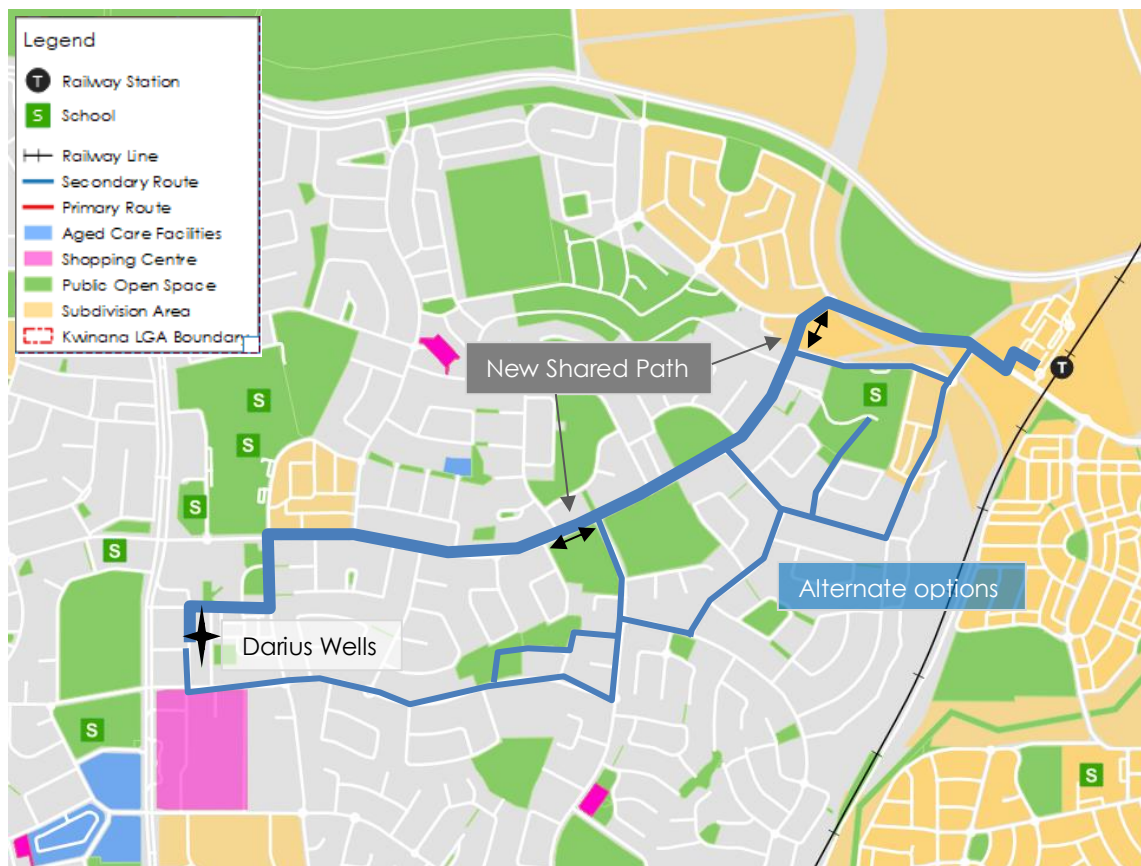 Legend
T Railway Station
S School
Railway Line
Secondary Route
Primary Route
Aged Care Facilities
Shopping Centre
Public Open Space
Subdivision Area
Kwinana LGA Boundary
New Shared Path
T
S
S
S
S
S
Alternate options
Darius Wells
S
S